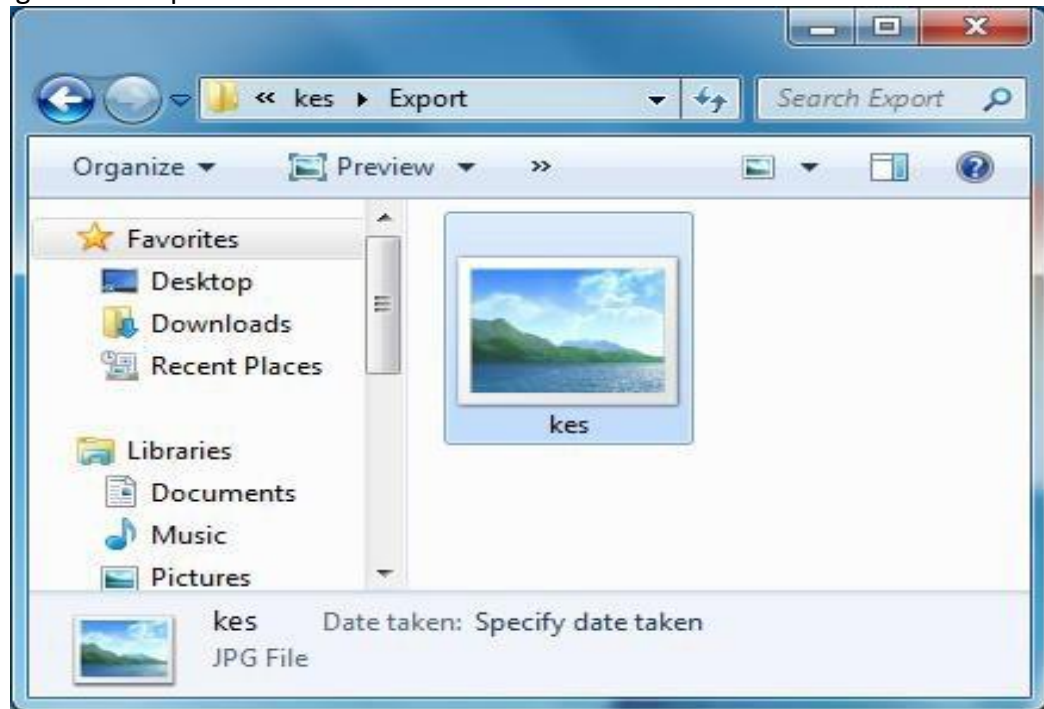 « kes ▸ Export
Search Export
Organize
Preview
»
Favorites
Desktop
Downloads
Recent Places
Libraries
Documents
Music
Pictures
kes
kes Date taken: Specify date taken
JPG File